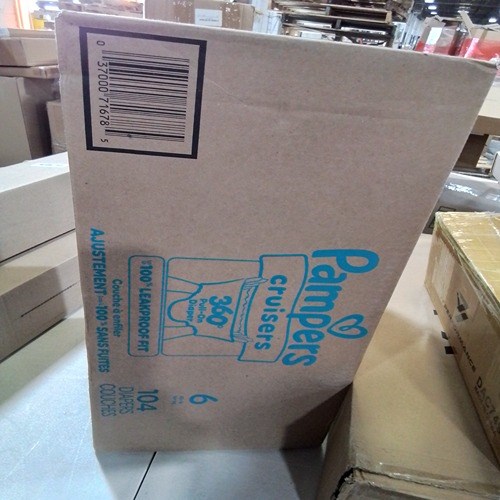 0 37000 71678 5
Pampers
cruisers
360°
Pull-On
Diaper
100% LEAKPROOF FIT
Couche à enfiler
AJUSTEMENT 100% SANS FUITES
6
104
DIAPERS
COUCHES